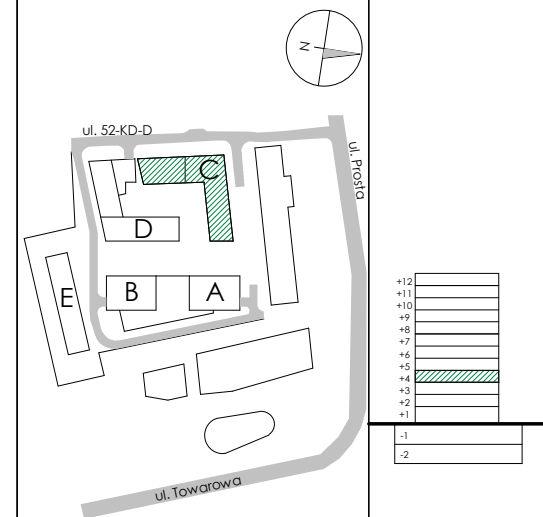 N
ul. 52-KD-D
C
ul. Prosta
D
E
B
A
ul. Towarowa
+12
+11
+10
+9
+8
+7
+6
+5
+4
+3
+2
+1
-1
-2